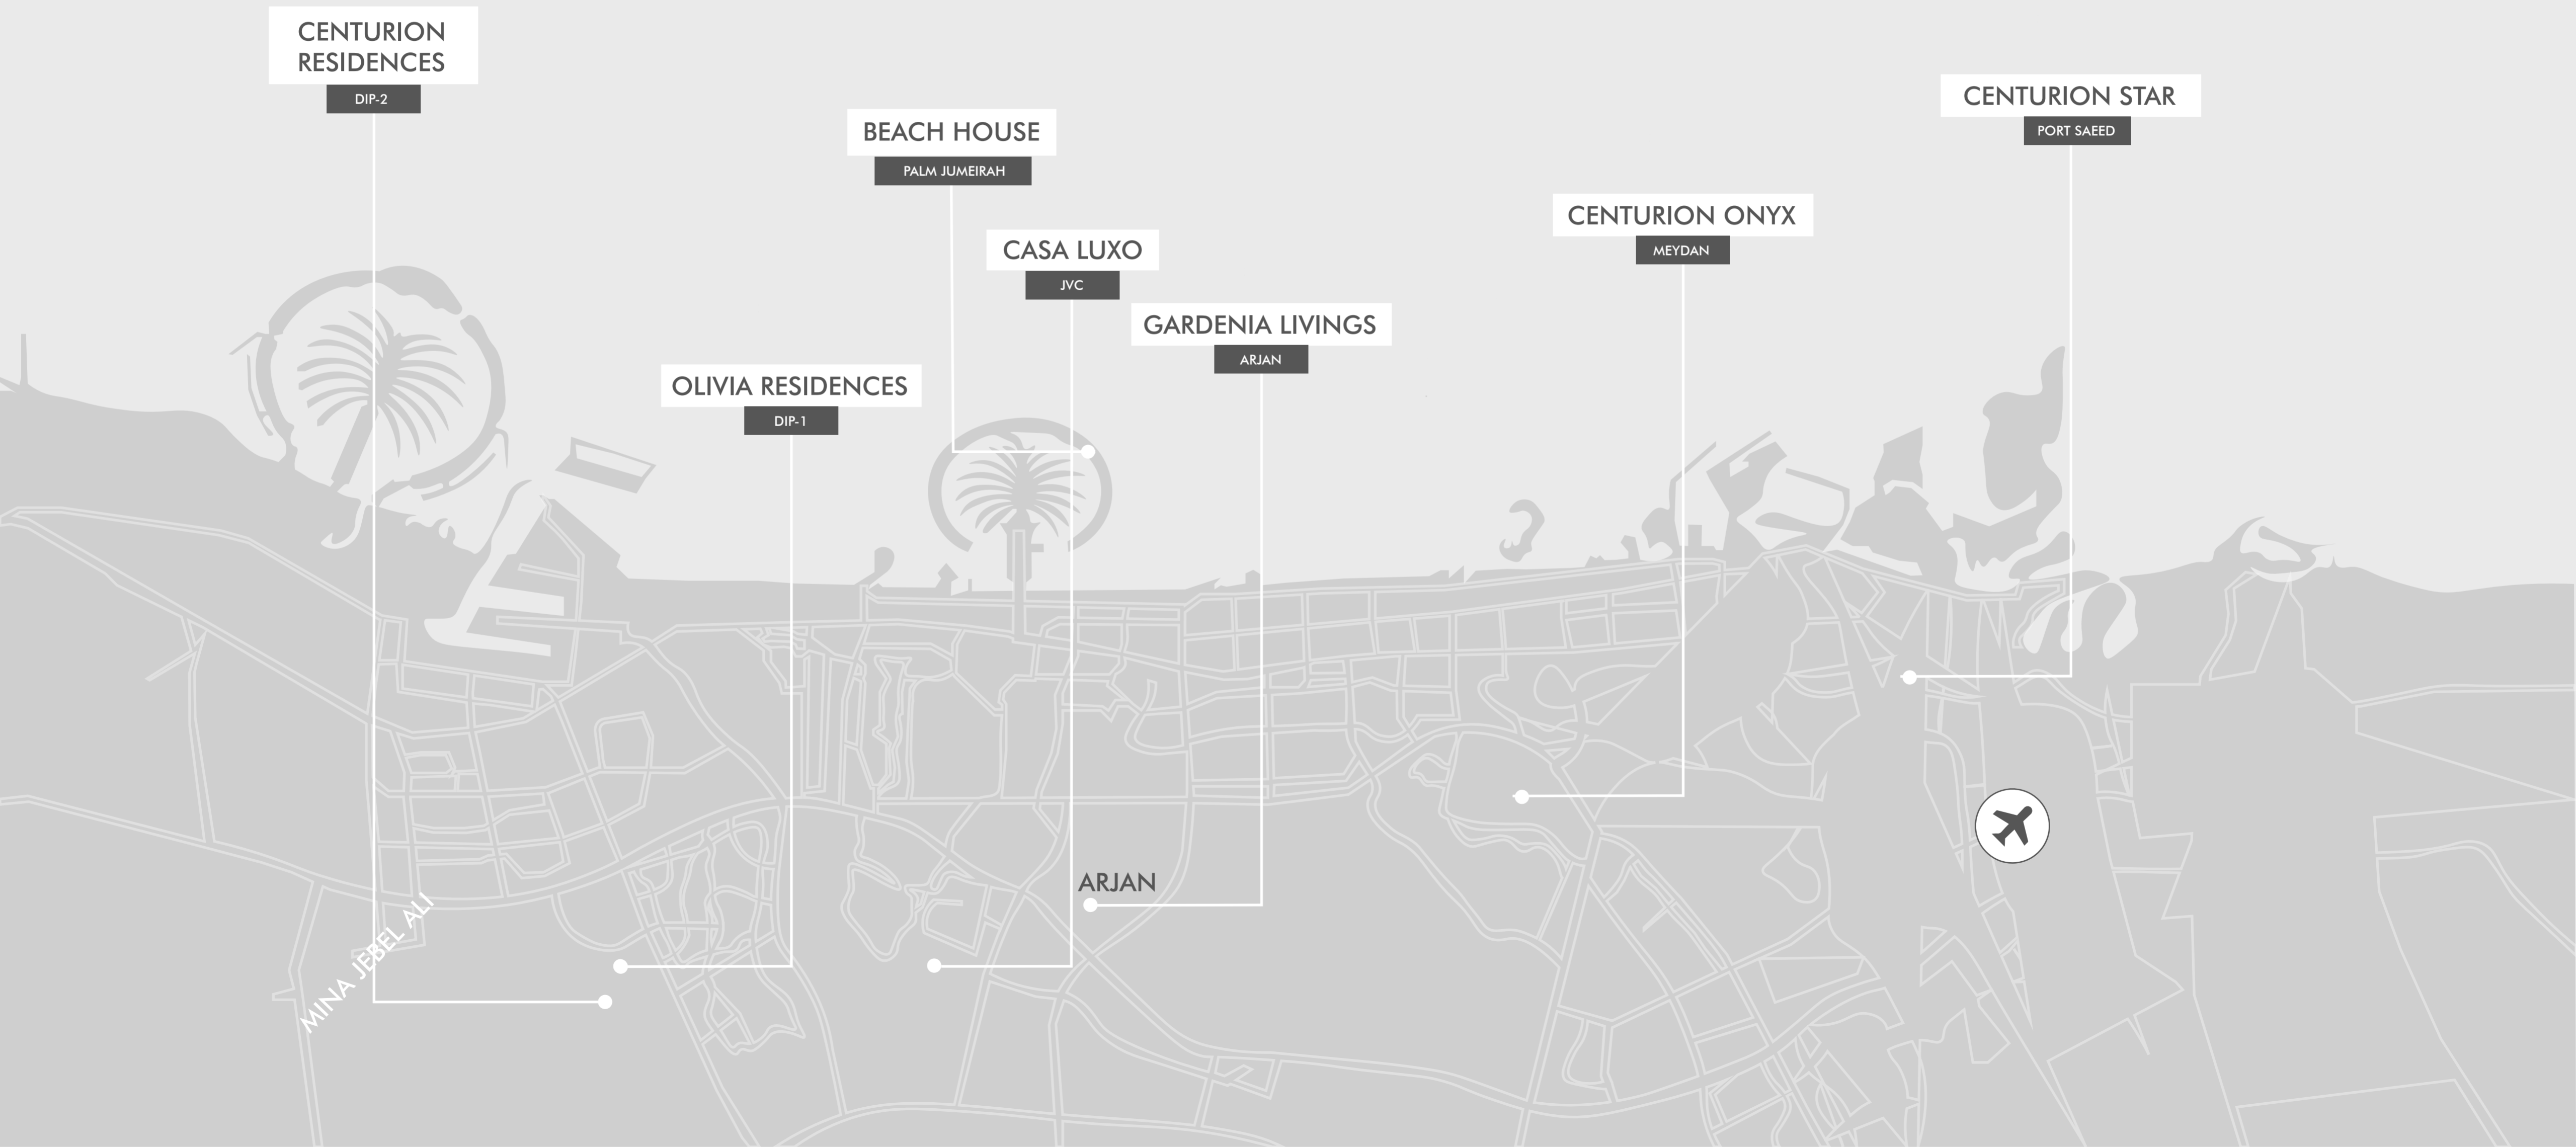 CENTURION
RESIDENCES
DIP-2
CENTURION STAR
PORT SAEED
BEACH HOUSE
PALM JUMEIRAH
CENTURION ONYX
MEYDAN
CASA LUXO
JVC
GARDENIA LIVINGS
ARJAN
OLIVIA RESIDENCES
DIP-1
ARJAN
MINA JEBEL ALI